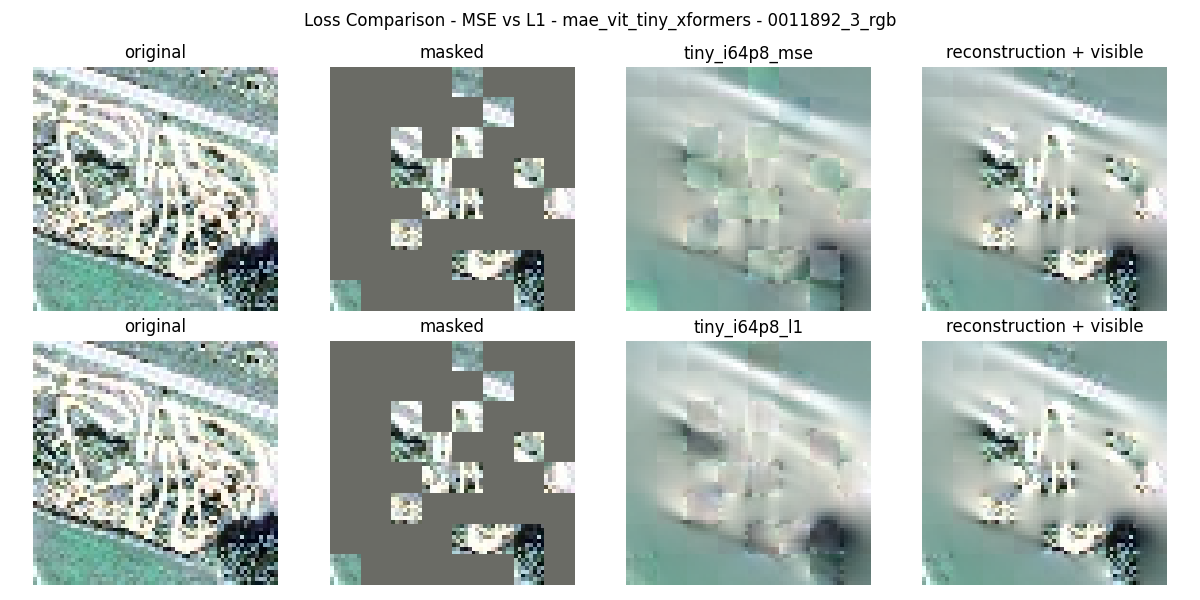 Loss Comparison - MSE vs L1 - mae_vit_tiny_xformers - 0011892_3_rgb
original masked tiny_i64p8_mse reconstruction + visible
original masked tiny_i64p8_l1 reconstruction + visible